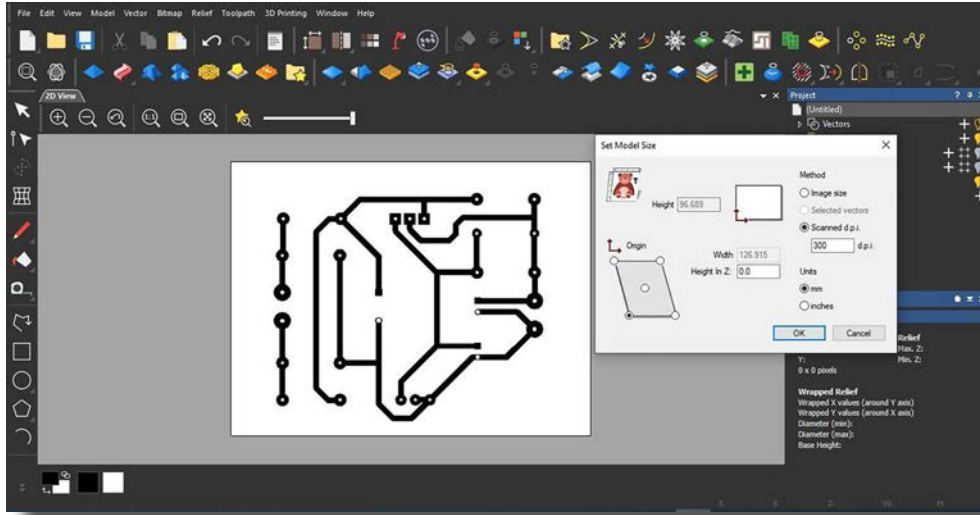 File Edit View Model Vector Bitmap Relief Toolpath 3D Printing Window Help
2D View
Project
(Untitled)
Vectors
Set Model Size
Height 96.689
Method
Image size
Selected vectors
Scanned d.p.i.
300 d.p.i.
Origin
Width 126.915
Height In Z: 0.0
Units
mm
inches
OK Cancel
Relief
Max. Z:
Y: Min. Z:
0 x 0 pixels
Wrapped Relief
Wrapped X values (around Y axis)
Wrapped Y values (around X axis)
Diameter (min):
Diameter (max):
Base Height:
X: Y: Z: W: H: